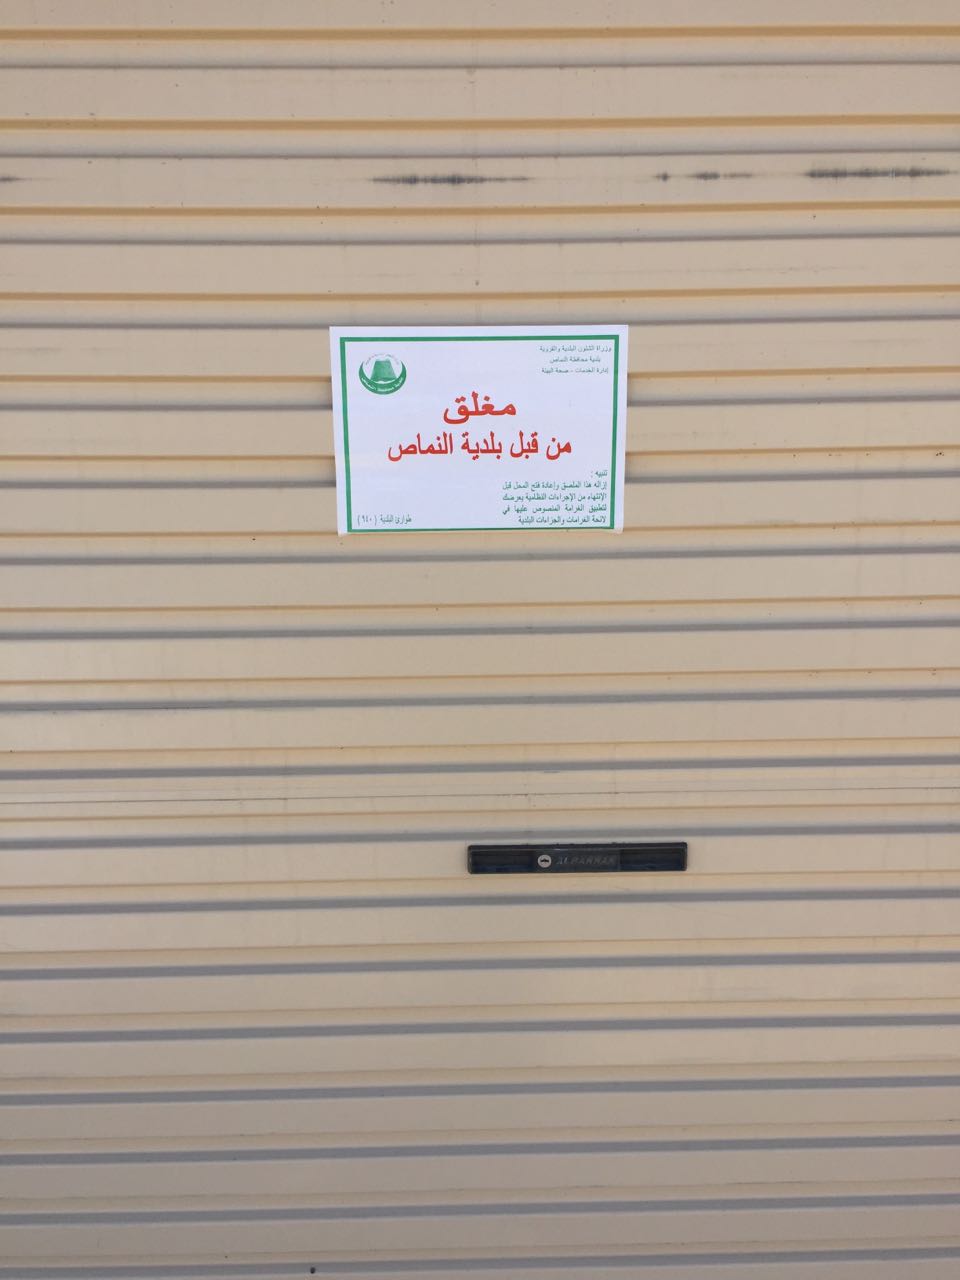 وزارة الشئون البلدية والقروية
بلدية محافظة النماص
إدارة الخدمات - صحة البيئة
مغلق
من قبل بلدية النماص
تنبيه :
إزاله هذا الملصق وإعادة فتح المحل قبل
الإنتهاء من الإجراءات النظامية يعرضك
لتطبيق الغرامة المنصوص عليها في
لائحة الغرامات والجزاءات البلدية
طوارئ البلدية ( ٩٤٠ )